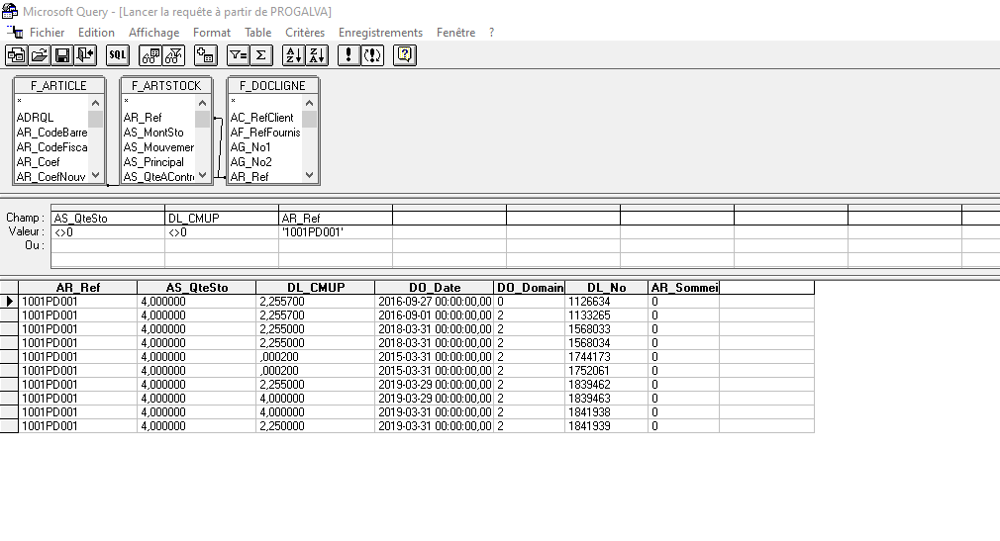 Microsoft Query - [Lancer la requête à partir de PROGALVA]
Fichier Edition Affichage Format Table Critères Enregistrements Fenêtre ?
SQL
F_ARTICLE
*
ADRQL
AR_CodeBarre
AR_CodeFisca
AR_Coef
AR_CoefNouv
F_ARTSTOCK
*
AR_Ref
AS_MontSto
AS_Mouvemer
AS_Principal
AS_QteAContr
F_DOCLIGNE
*
AC_RefClient
AF_RefFournis
AG_No1
AG_No2
AR_Ref
Champ : AS_QteSto DL_CMUP AR_Ref
Valeur : <>0 <>0 '1001PD001'
Ou :
AR_Ref AS_QteSto DL_CMUP DO_Date DO_Domain DL_No AR_Sommei
1001PD001 4,000000 2,255700 2016-09-27 00:00:00,00 0 1126634 0
1001PD001 4,000000 2,255700 2016-09-01 00:00:00,00 2 1133265 0
1001PD001 4,000000 2,255000 2018-03-31 00:00:00,00 2 1568033 0
1001PD001 4,000000 2,255000 2018-03-31 00:00:00,00 2 1568034 0
1001PD001 4,000000 ,000200 2015-03-31 00:00:00,00 2 1744173 0
1001PD001 4,000000 ,000200 2015-03-31 00:00:00,00 2 1752061 0
1001PD001 4,000000 2,255000 2019-03-29 00:00:00,00 2 1839462 0
1001PD001 4,000000 4,000000 2019-03-29 00:00:00,00 2 1839463 0
1001PD001 4,000000 4,000000 2019-03-31 00:00:00,00 2 1841938 0
1001PD001 4,000000 2,250000 2019-03-31 00:00:00,00 2 1841939 0